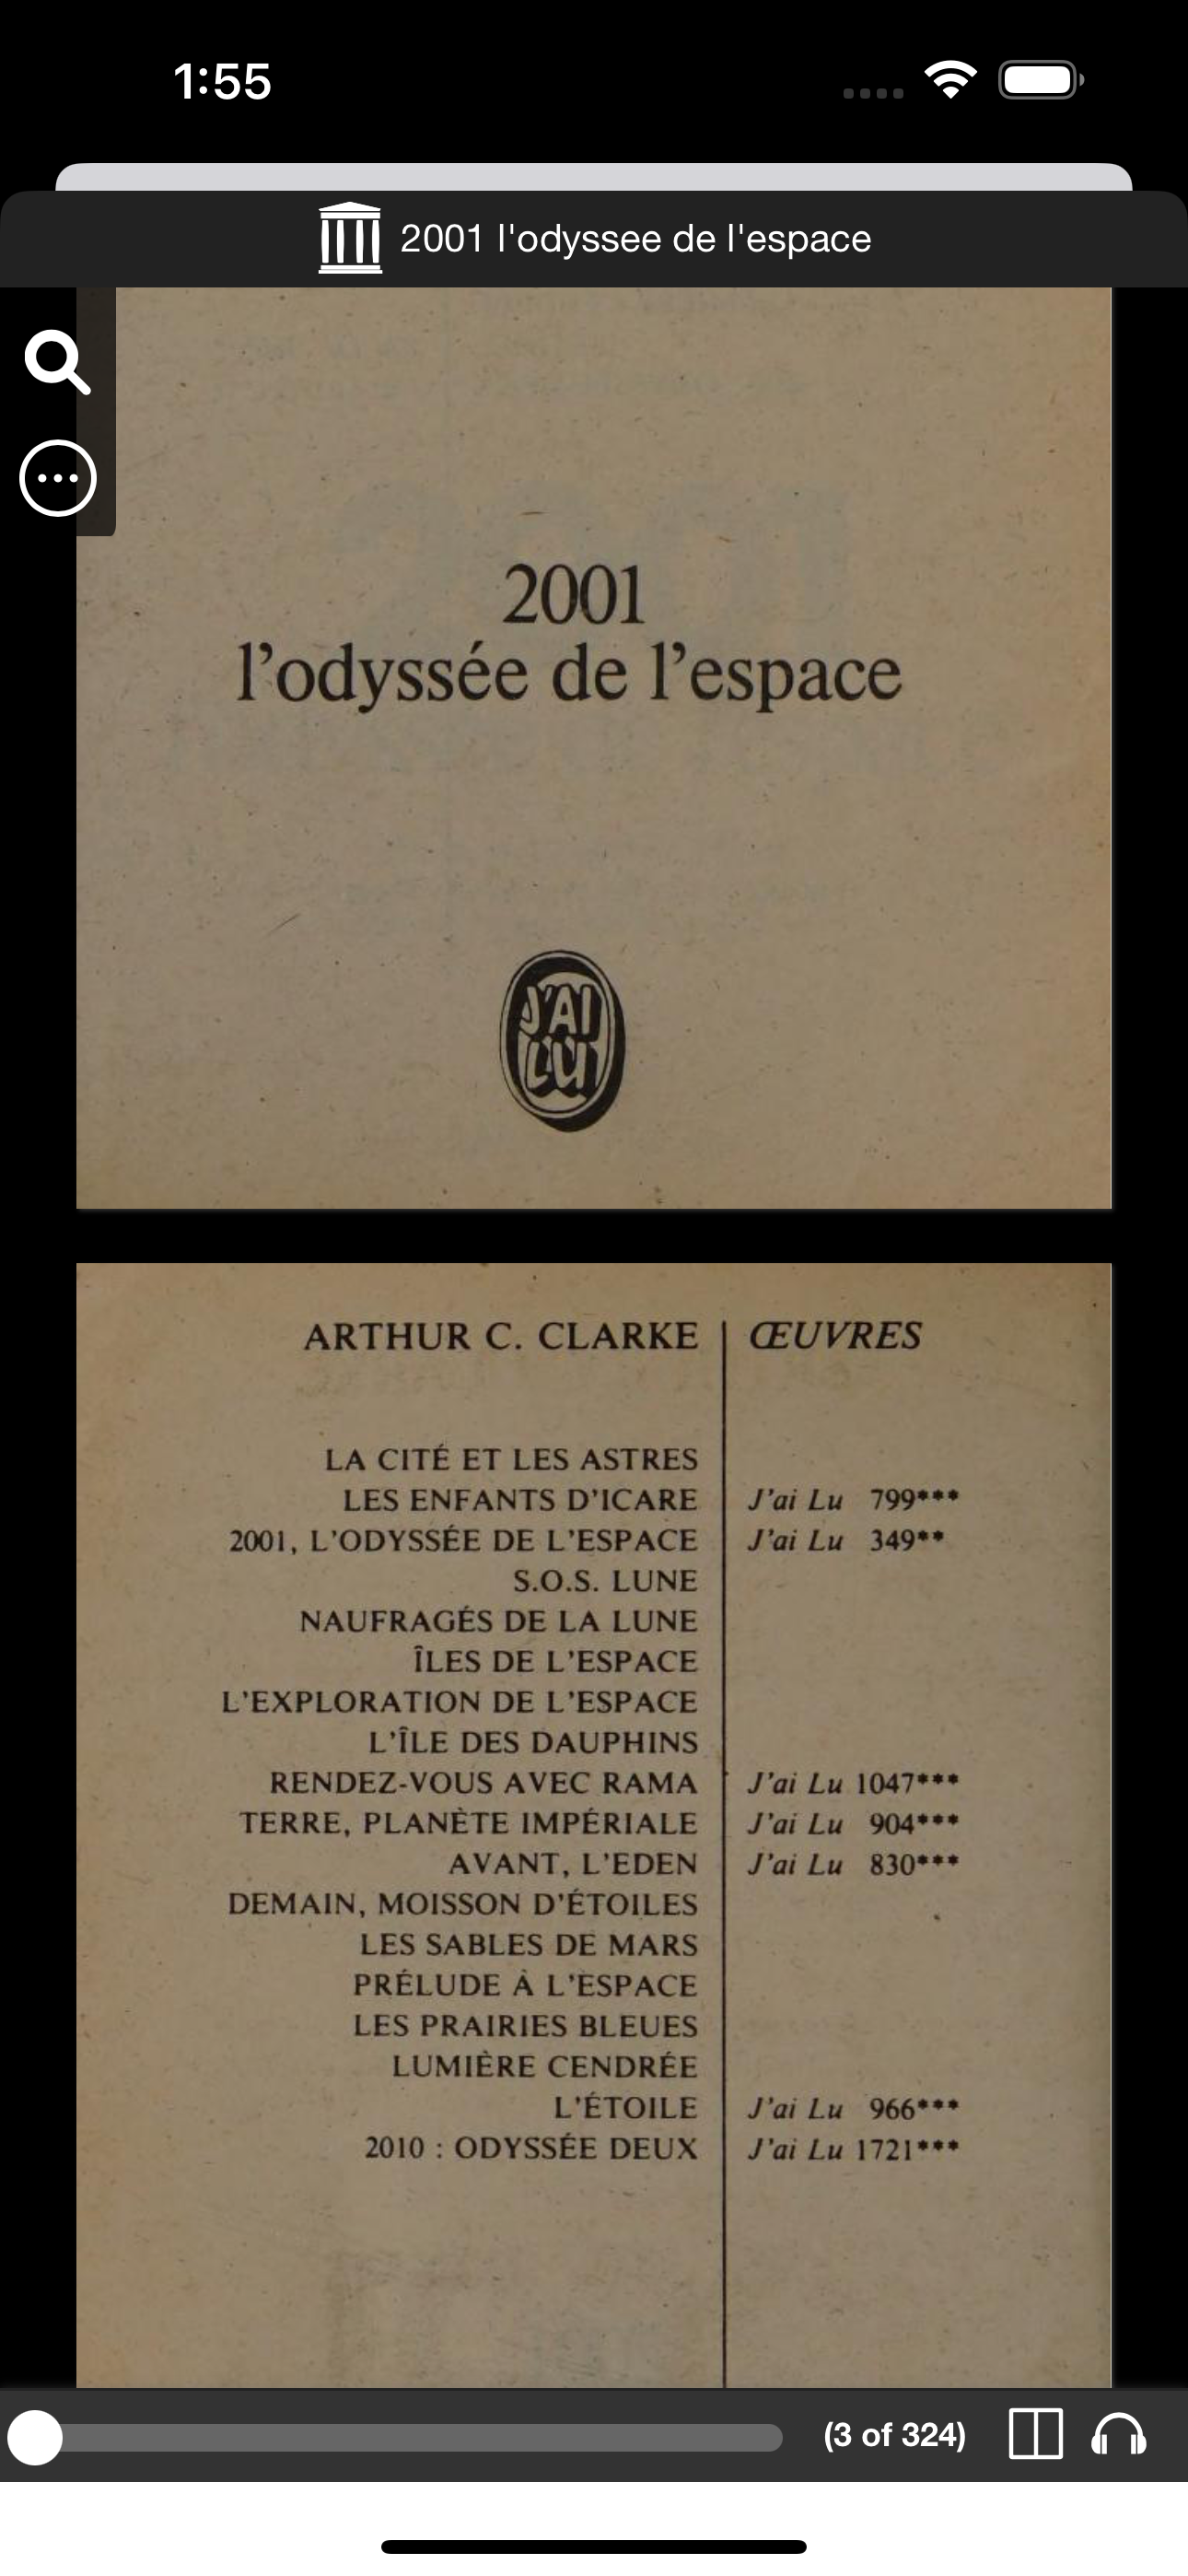 1:55
2001 l'odyssee de l'espace
2001
l'odyssée de l'espace
J'AI
LU
ARTHUR C. CLARKE ŒUVRES
LA CITÉ ET LES ASTRES
LES ENFANTS D'ICARE J'ai Lu 799***
2001, L'ODYSSÉE DE L'ESPACE J'ai Lu 349**
S.O.S. LUNE
NAUFRAGÉS DE LA LUNE
ÎLES DE L'ESPACE
L'EXPLORATION DE L'ESPACE
L'ÎLE DES DAUPHINS
RENDEZ-VOUS AVEC RAMA J'ai Lu 1047***
TERRE, PLANÈTE IMPÉRIALE J'ai Lu 904***
AVANT, L'EDEN J'ai Lu 830***
DEMAIN, MOISSON D'ÉTOILES
LES SABLES DE MARS
PRÉLUDE À L'ESPACE
LES PRAIRIES BLEUES
LUMIÈRE CENDRÉE
L'ÉTOILE J'ai Lu 966***
2010 : ODYSSÉE DEUX J'ai Lu 1721***
(3 of 324)